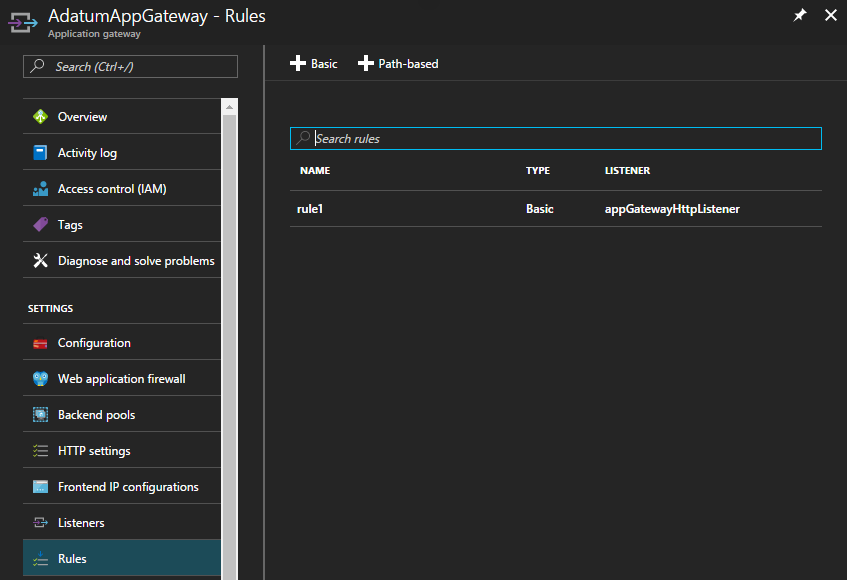 AdatumAppGateway - Rules
Application gateway
Search (Ctrl+/)
Overview
Activity log
Access control (IAM)
Tags
Diagnose and solve problems
SETTINGS
Configuration
Web application firewall
Backend pools
HTTP settings
Frontend IP configurations
Listeners
Rules
Basic Path-based
Search rules
NAME TYPE LISTENER
rule1 Basic appGatewayHttpListener